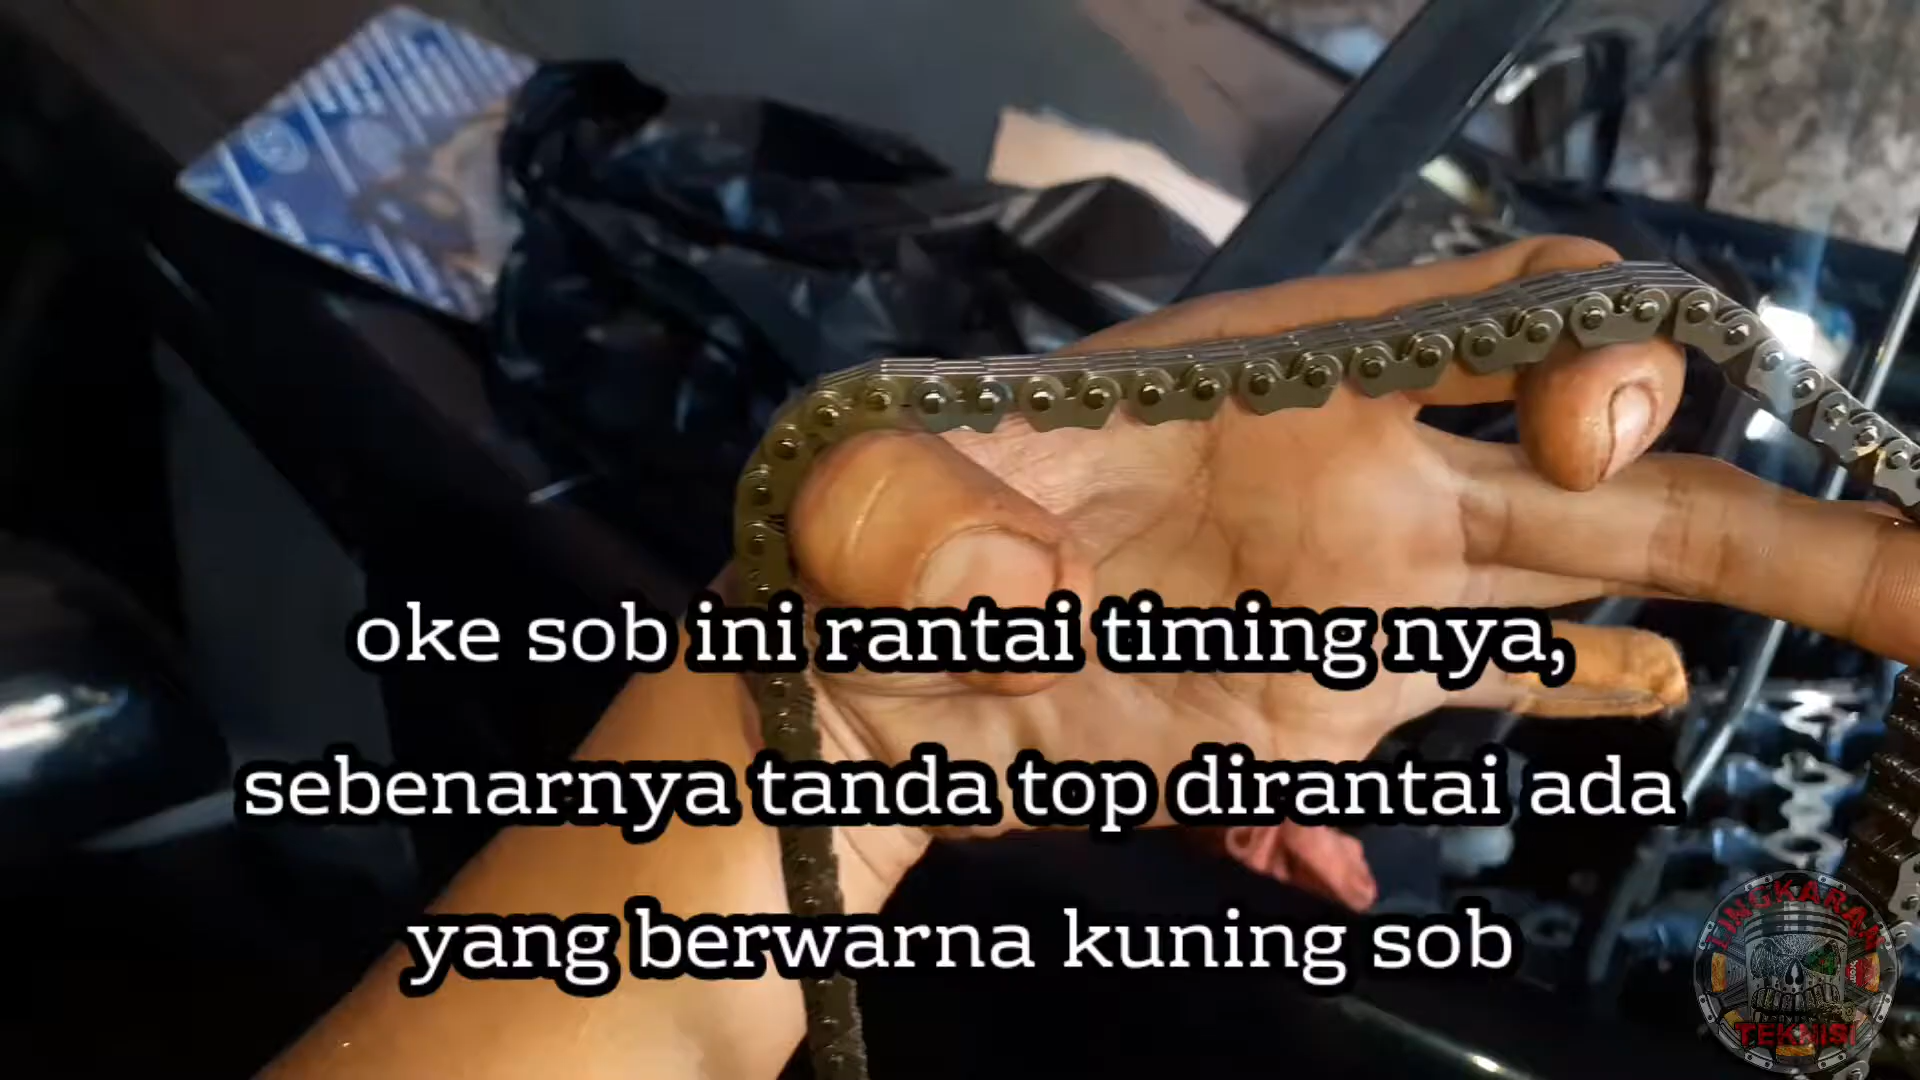 oke sob ini rantai timing nya,
sebenarnya tanda top dirantai ada
yang berwarna kuning sob
LINGKARAN
TEKNISI